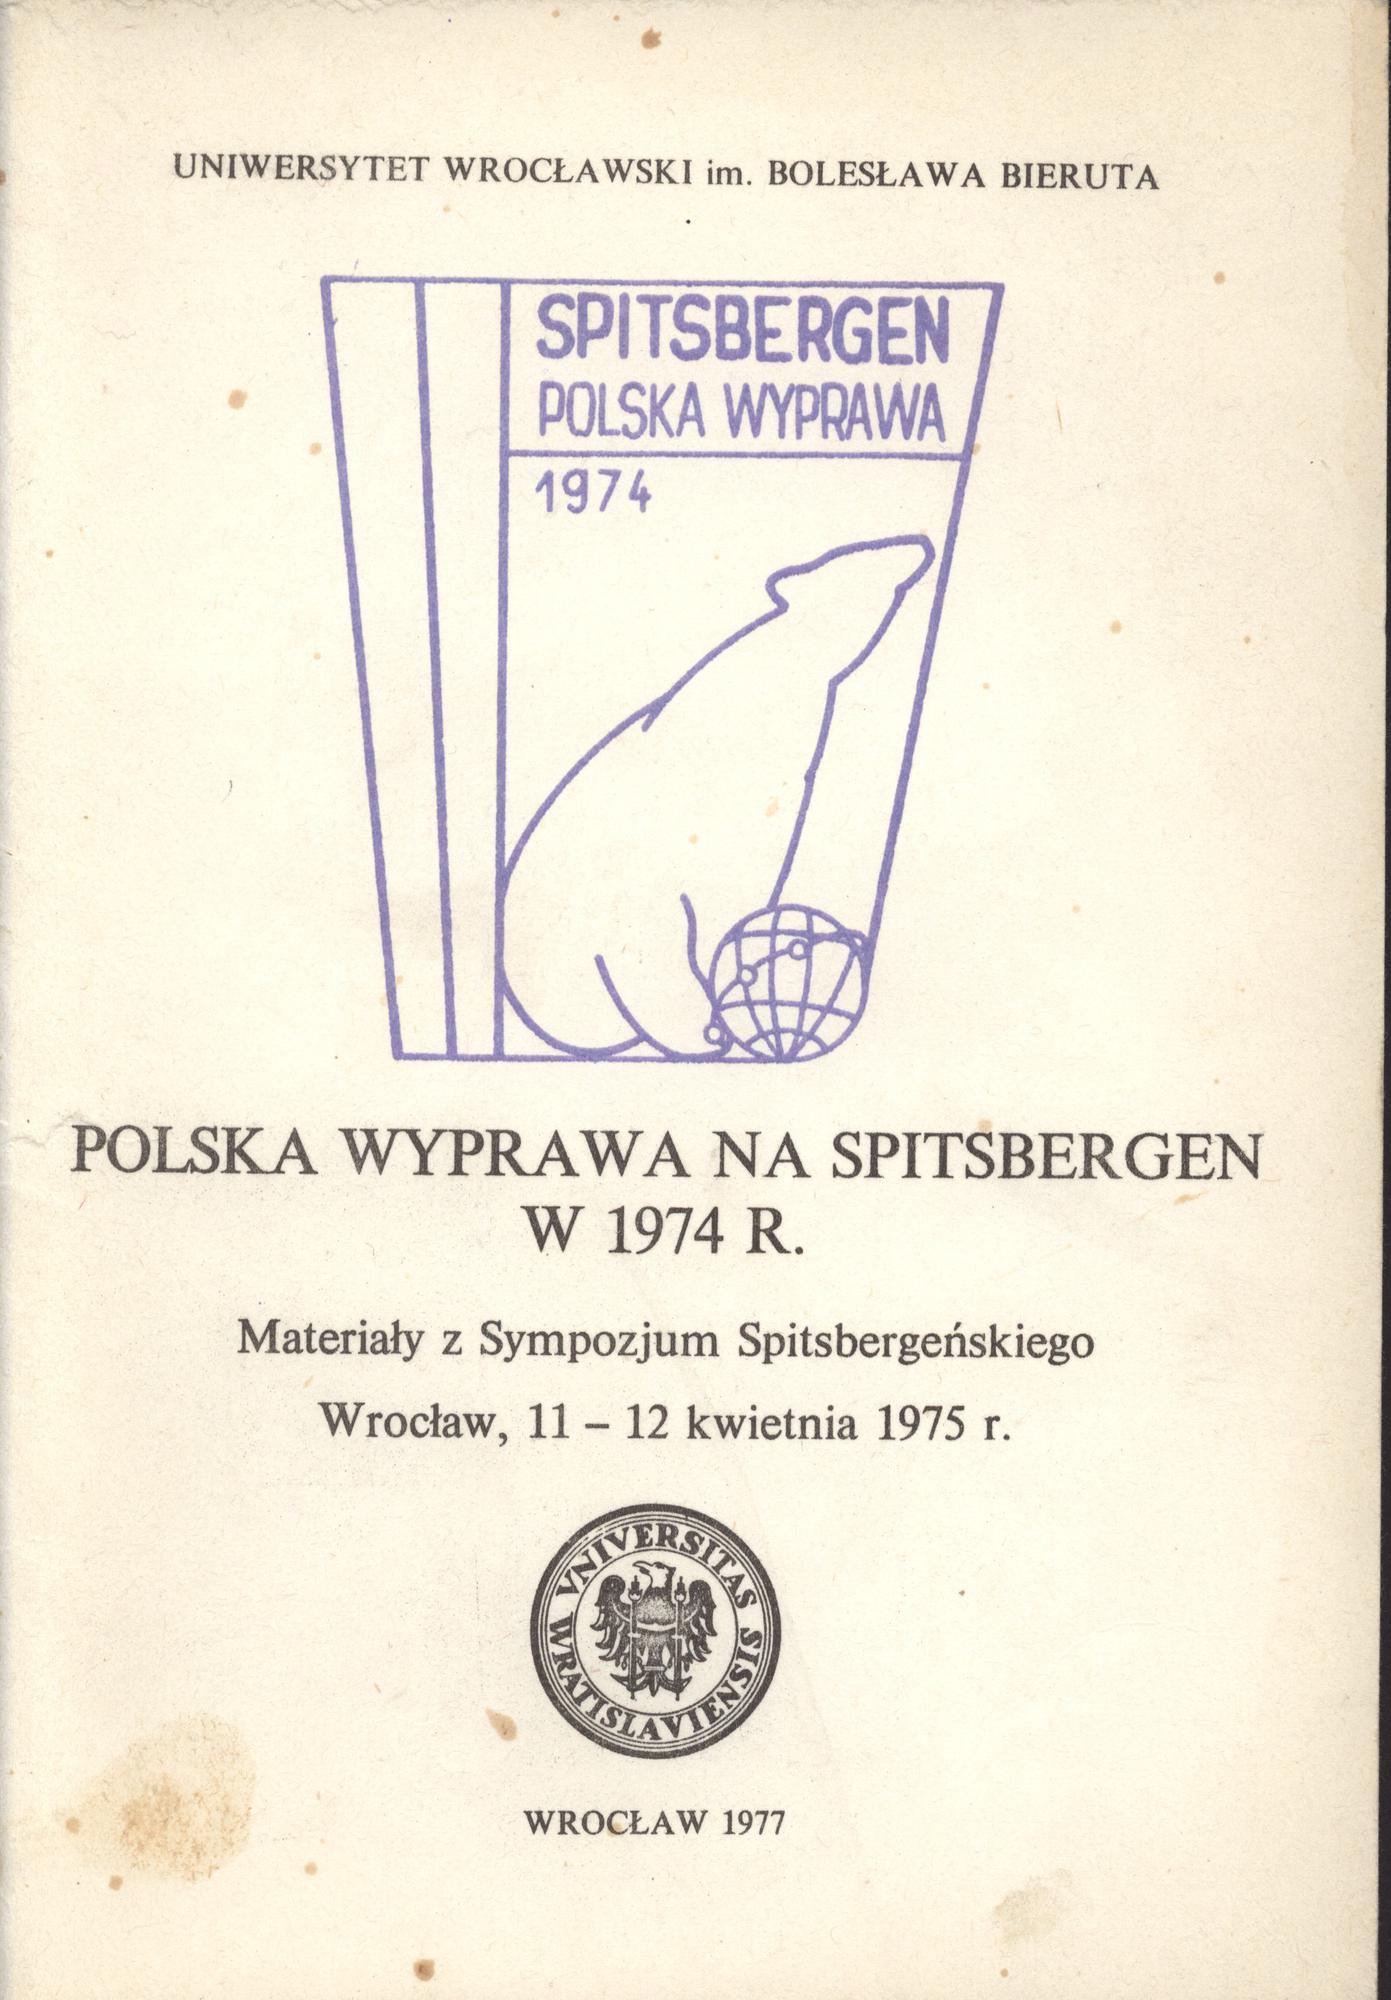 UNIWERSYTET WROCŁAWSKI im. BOLESŁAWA BIERUTA
SPITSBERGEN
POLSKA WYPRAWA
1974
POLSKA WYPRAWA NA SPITSBERGEN
W 1974 R.
Materiały z Sympozjum Spitsbergeńskiego
Wrocław, 11 – 12 kwietnia 1975 r.
VNIVERSITAS
WRATISLAVIENSIS
WROCŁAW 1977